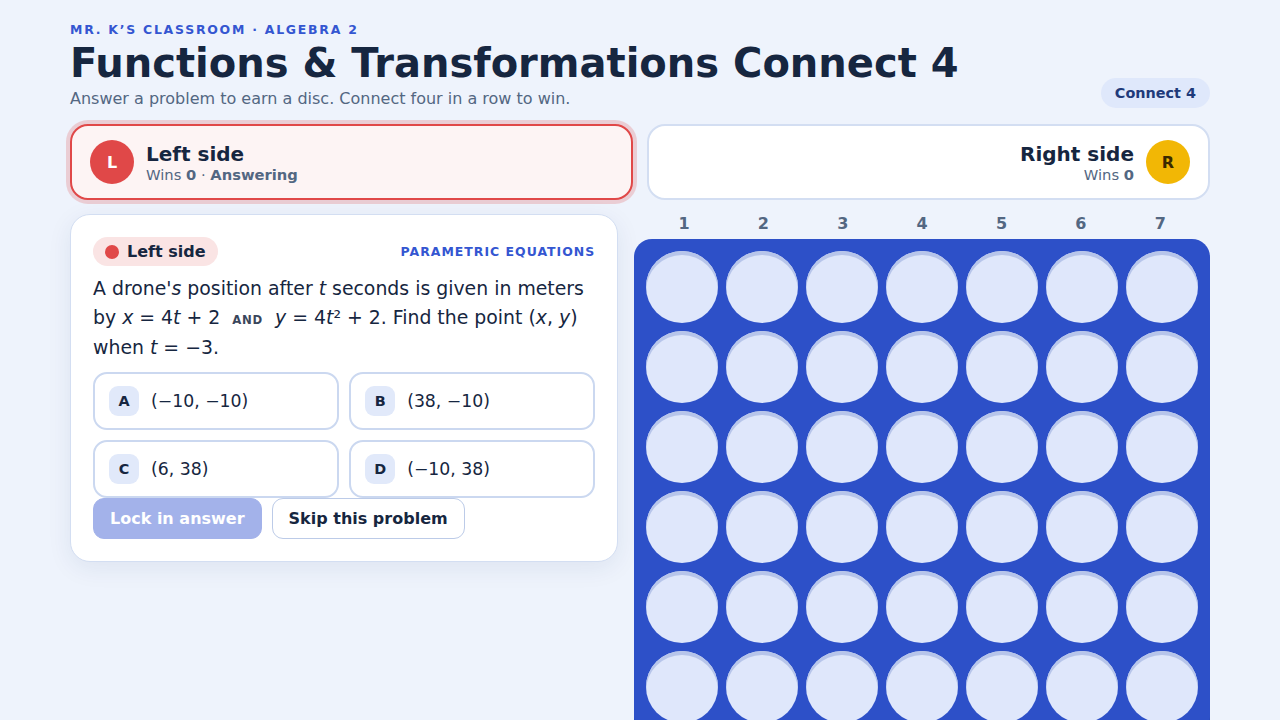 MR. K’S CLASSROOM · ALGEBRA 2
Functions & Transformations Connect 4
Answer a problem to earn a disc. Connect four in a row to win.
Connect 4
L
Left side
Wins 0 · Answering
Right side
Wins 0
R
Left side
PARAMETRIC EQUATIONS
A drone's position after t seconds is given in meters
by x = 4t + 2 AND y = 4t² + 2. Find the point (x, y)
when t = −3.
A (−10, −10)
B (38, −10)
C (6, 38)
D (−10, 38)
Lock in answer
Skip this problem
1 2 3 4 5 6 7